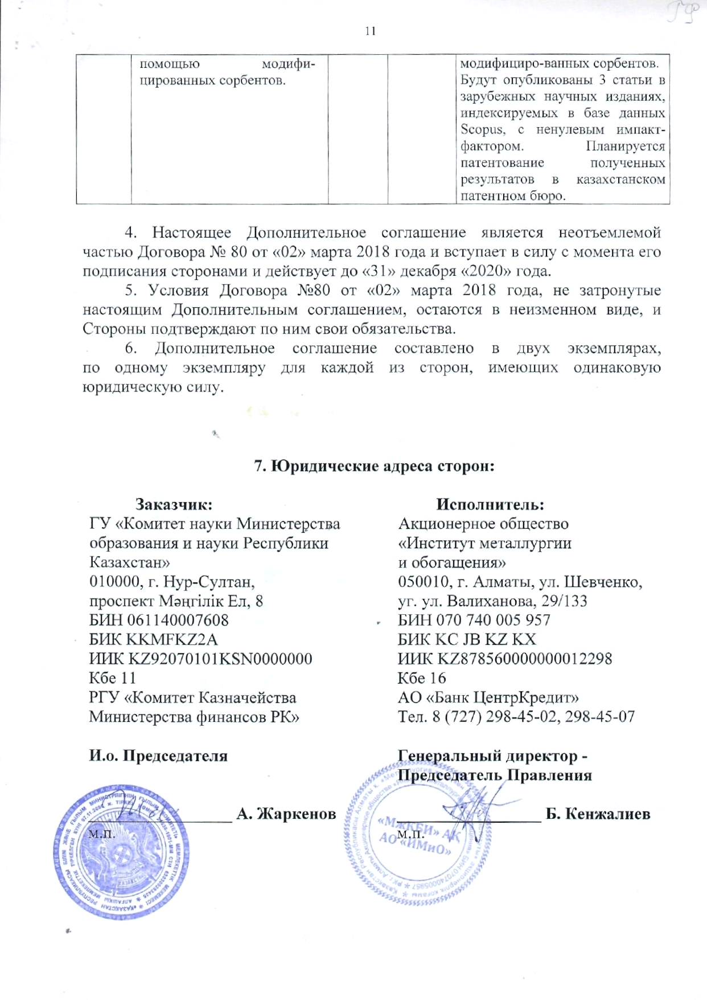 11
помощью модифи-
цированных сорбентов.
модифициро-ванных сорбентов.
Будут опубликованы 3 статьи в
зарубежных научных изданиях,
индексируемых в базе данных
Scopus, с ненулевым импакт-
фактором. Планируется
патентование полученных
результатов в казахстанском
патентном бюро.
4. Настоящее Дополнительное соглашение является неотъемлемой
частью Договора № 80 от «02» марта 2018 года и вступает в силу с момента его
подписания сторонами и действует до «31» декабря «2020» года.
5. Условия Договора №80 от «02» марта 2018 года, не затронутые
настоящим Дополнительным соглашением, остаются в неизменном виде, и
Стороны подтверждают по ним свои обязательства.
6. Дополнительное соглашение составлено в двух экземплярах,
по одному экземпляру для каждой из сторон, имеющих одинаковую
юридическую силу.
7. Юридические адреса сторон:
Заказчик:
ГУ «Комитет науки Министерства
образования и науки Республики
Казахстан»
010000, г. Нур-Султан,
проспект Мәңгілік Ел, 8
БИН 061140007608
БИК KKMFKZ2A
ИИК KZ92070101KSN0000000
Кбе 11
РГУ «Комитет Казначейства
Министерства финансов РК»
И.о. Председателя
А. Жаркенов
М.П.
Исполнитель:
Акционерное общество
«Институт металлургии
и обогащения»
050010, г. Алматы, ул. Шевченко,
уг. ул. Валиханова, 29/133
БИН 070 740 005 957
БИК KC JB KZ KX
ИИК KZ878560000000012298
Кбе 16
АО «Банк ЦентрКредит»
Тел. 8 (727) 298-45-02, 298-45-07
Генеральный директор -
Председатель Правления
Б. Кенжалиев
М.П.
«МжКБИ» АҚ
АО «ИМиО»